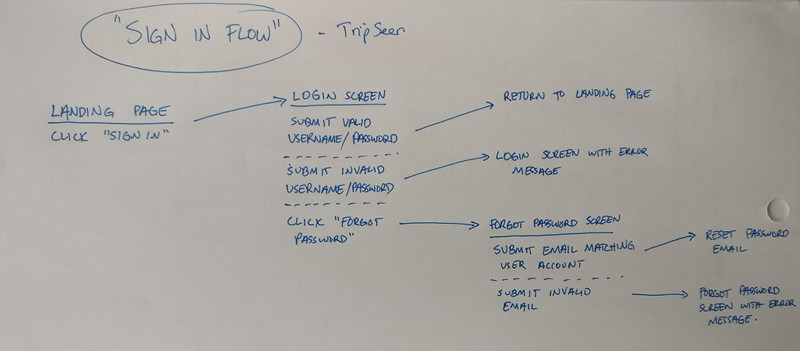 "SIGN IN FLOW" - TripSeer
LANDING PAGE
CLICK "SIGN IN"
LOGIN SCREEN
SUBMIT VALID
USERNAME/PASSWORD
SUBMIT INVALID
USERNAME/PASSWORD
CLICK "FORGOT
PASSWORD"
RETURN TO LANDING PAGE
LOGIN SCREEN WITH ERROR
MESSAGE
FORGOT PASSWORD SCREEN
SUBMIT EMAIL MATCHING
USER ACCOUNT
SUBMIT INVALID
EMAIL
RESET PASSWORD
EMAIL
FORGOT PASSWORD
SCREEN WITH ERROR
MESSAGE.